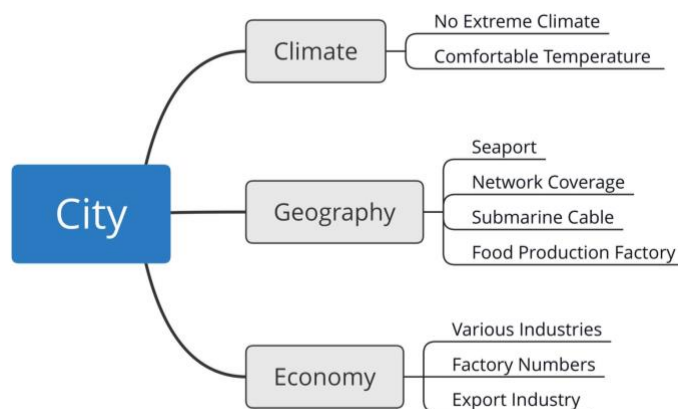 City
Climate
No Extreme Climate
Comfortable Temperature
Geography
Seaport
Network Coverage
Submarine Cable
Food Production Factory
Economy
Various Industries
Factory Numbers
Export Industry